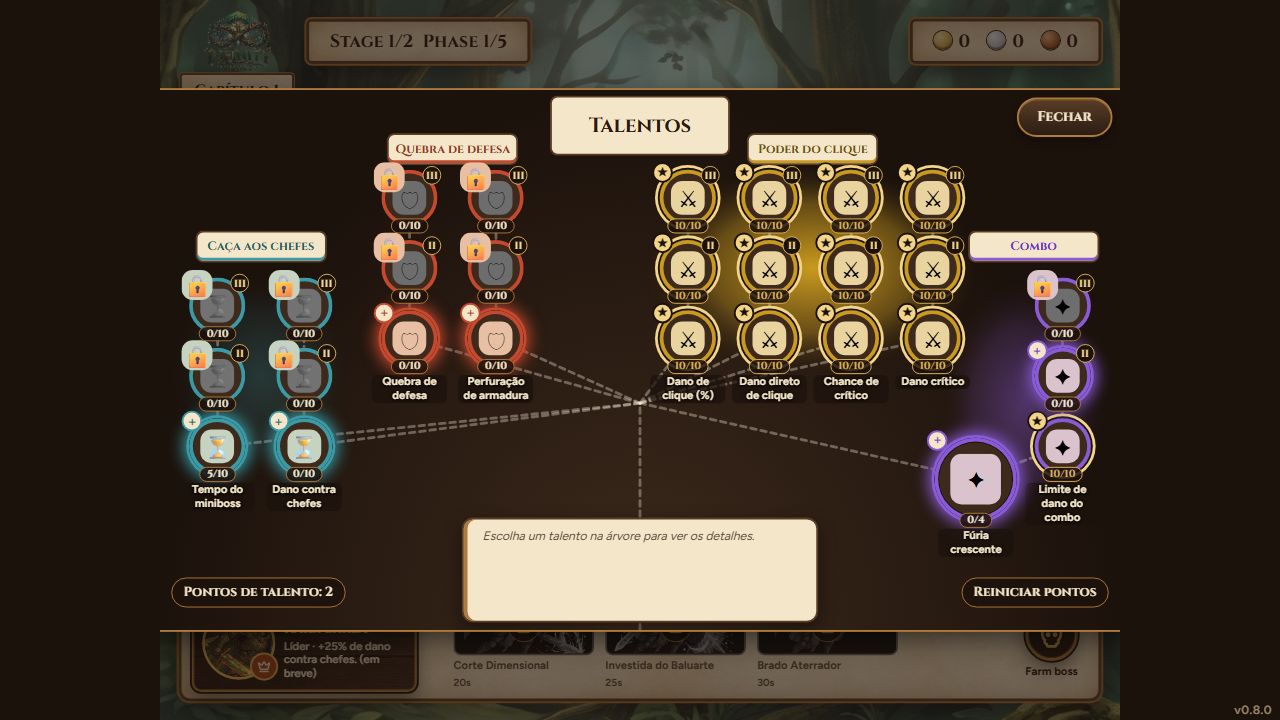 Stage 1/2 Phase 1/5
0
0
0
Talentos
Fechar
Quebra de defesa
Poder do clique
Caça aos chefes
Combo
III
III
III
III
III
III
0/10
0/10
10/10
10/10
10/10
10/10
II
II
II
II
II
II
0/10
0/10
10/10
10/10
10/10
10/10
III
III
III
0/10
0/10
0/10
+
+
0/10
0/10
10/10
10/10
10/10
10/10
II
II
+
II
0/10
0/10
0/10
Quebra de
defesa
Perfuração
de armadura
Dano de
clique (%)
Dano direto
de clique
Chance de
crítico
Dano crítico
+
+
+
5/10
0/10
10/10
Tempo do
miniboss
Dano contra
chefes
Limite de
dano do
combo
0/4
Fúria
crescente
Escolha um talento na árvore para ver os detalhes.
Pontos de talento: 2
Reiniciar pontos
Líder · +25% de dano
contra chefes. (em
breve)
Corte Dimensional
20s
Investida do Baluarte
25s
Brado Aterrador
30s
Farm boss
v0.8.0